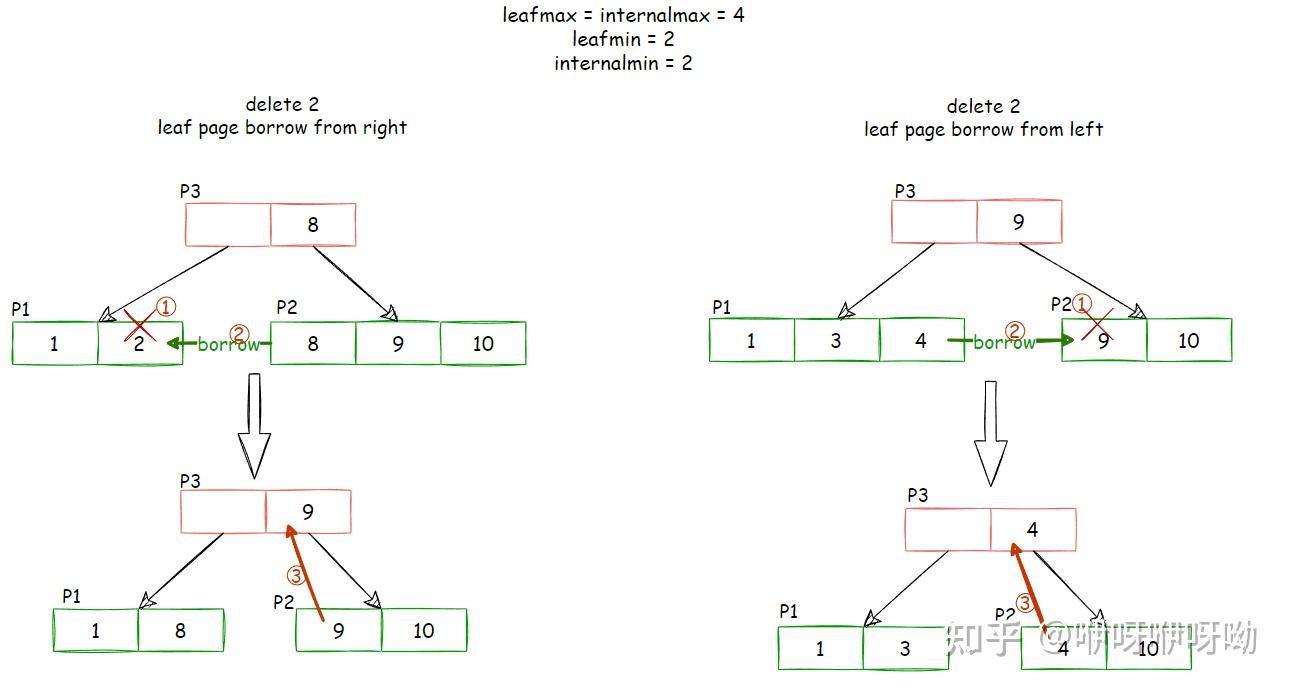 leafmax = internalmax = 4
leafmin = 2
internalmin = 2
delete 2
leaf page borrow from right
P3
8
P1
1 2
①
② borrow
P2
8 9 10
P3
9
③
P1
1 8
P2
9 10
delete 2
leaf page borrow from left
P3
9
P1
1 3 4
② borrow
P2 ①
9 10
P3
4
③
P1
1 3
P2
4 10
知乎 @咿呀咿呀呦